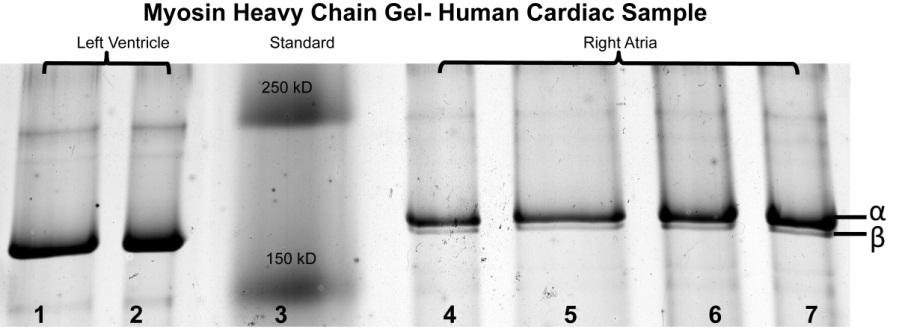 Myosin Heavy Chain Gel- Human Cardiac Sample
Left Ventricle
Standard
Right Atria
250 kD
α
β
150 kD
1 2 3 4 5 6 7